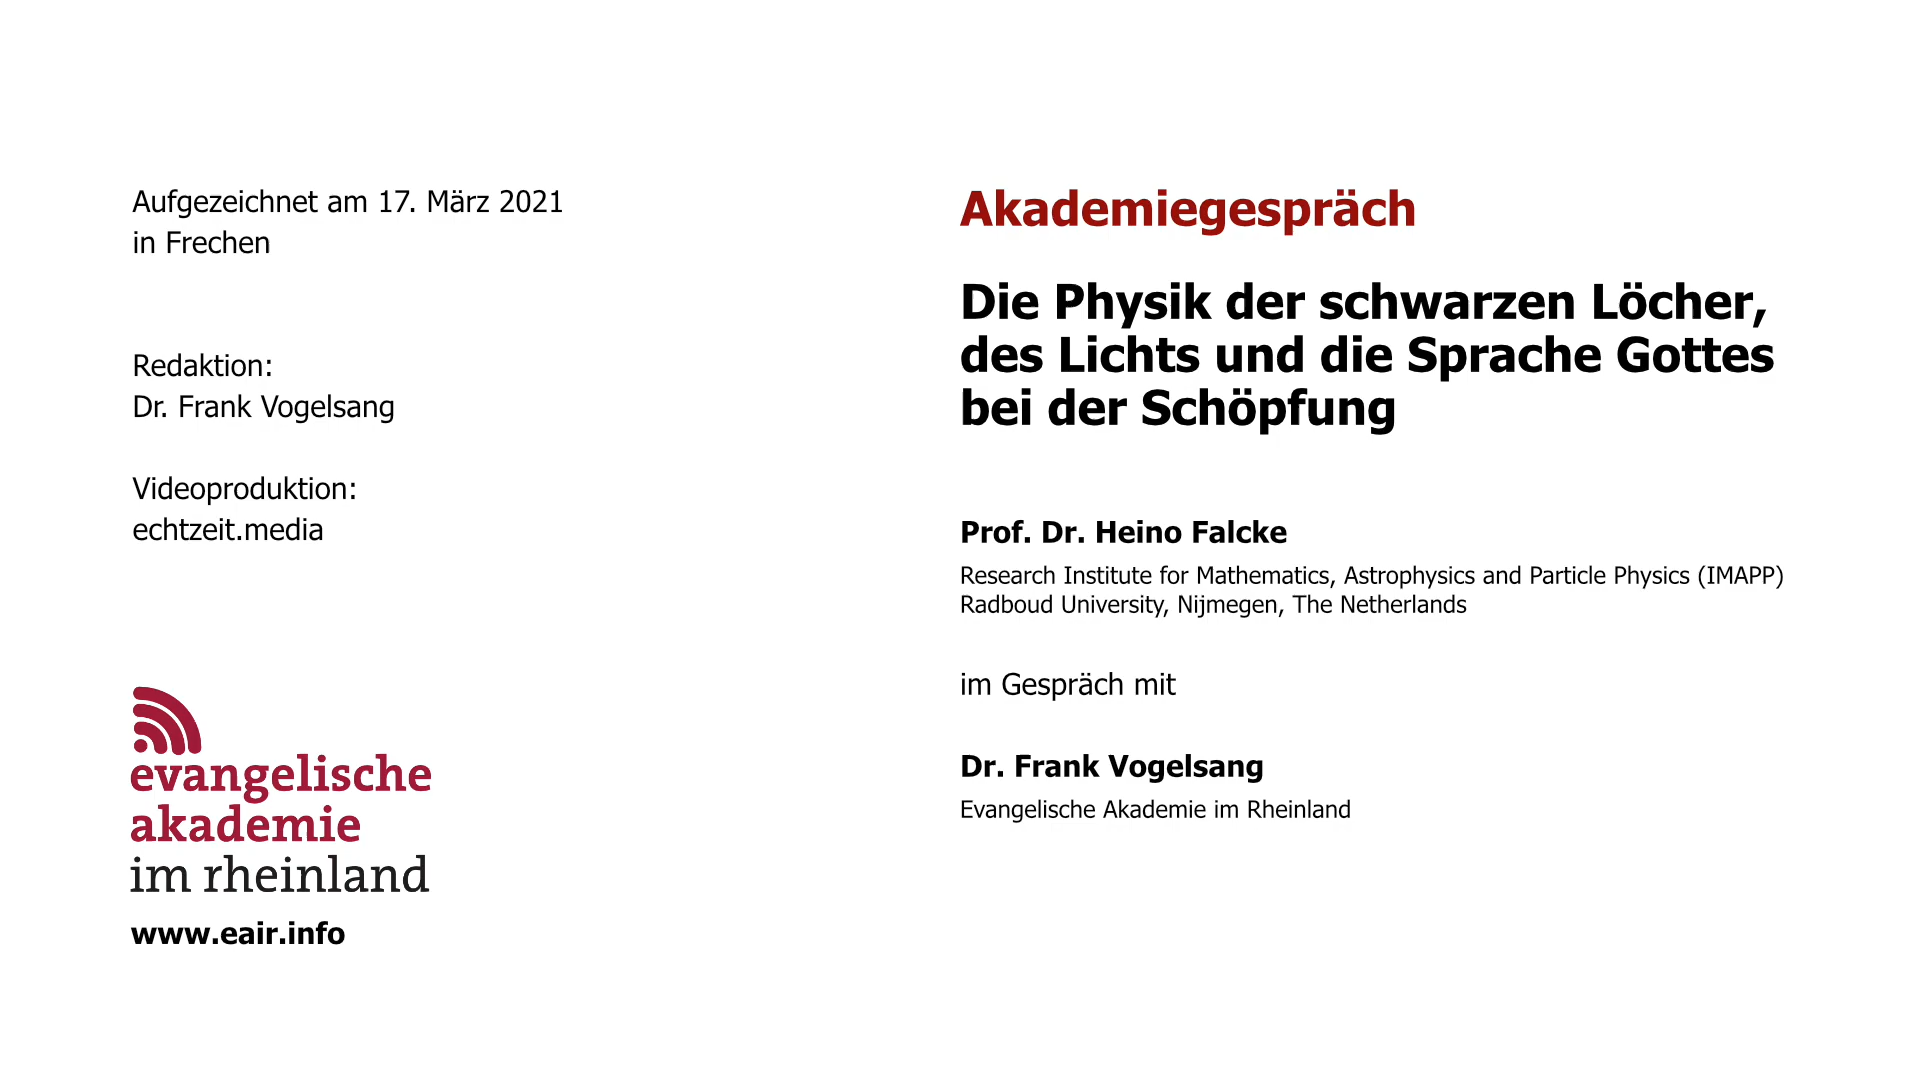 Aufgezeichnet am 17. März 2021
in Frechen
Redaktion:
Dr. Frank Vogelsang
Videoproduktion:
echtzeit.media
evangelische
akademie
im rheinland
www.eair.info
Akademiegespräch
Die Physik der schwarzen Löcher,
des Lichts und die Sprache Gottes
bei der Schöpfung
Prof. Dr. Heino Falcke
Research Institute for Mathematics, Astrophysics and Particle Physics (IMAPP)
Radboud University, Nijmegen, The Netherlands
im Gespräch mit
Dr. Frank Vogelsang
Evangelische Akademie im Rheinland